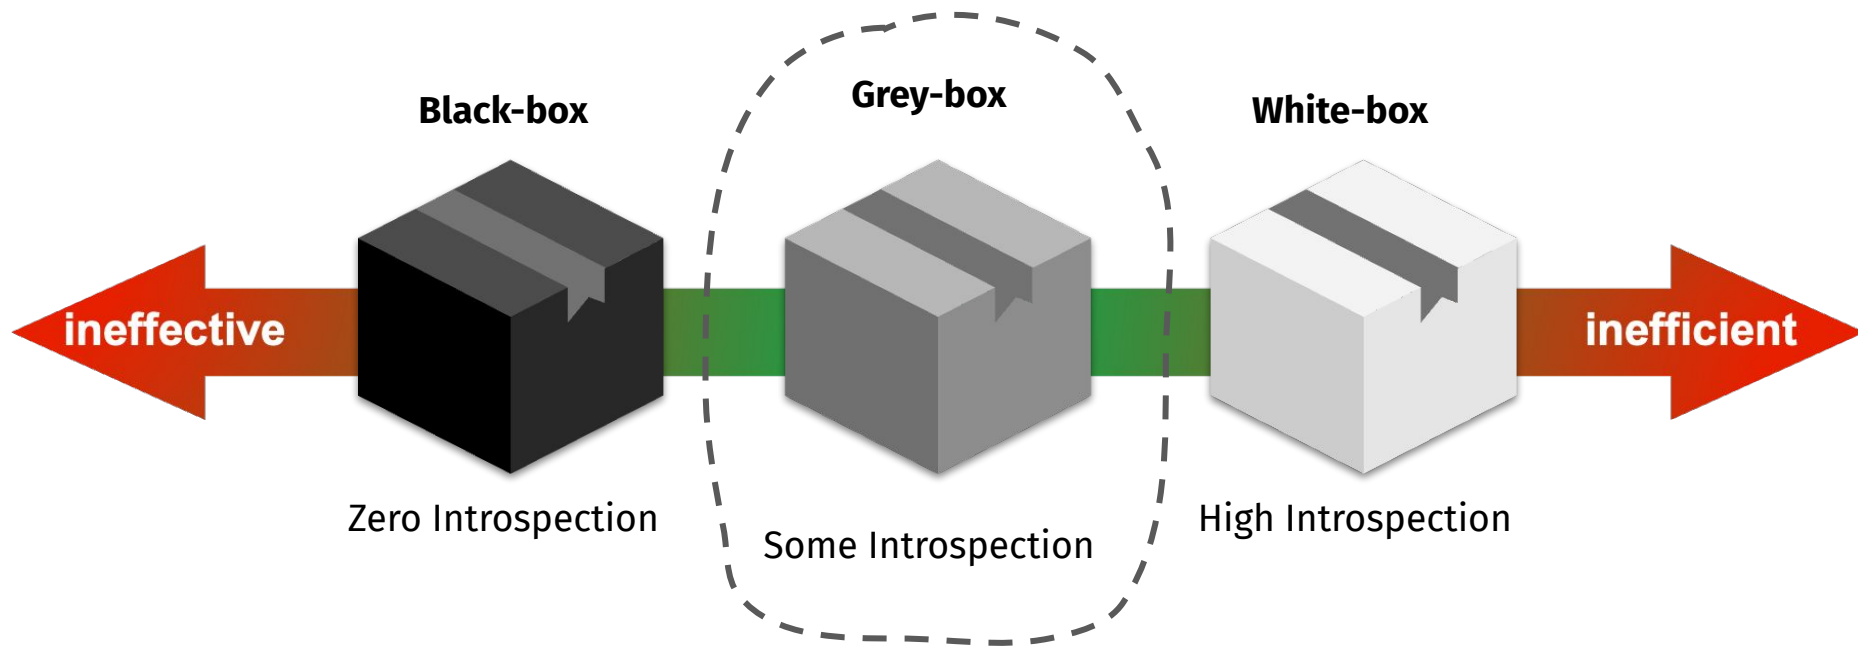 Black-box
Grey-box
White-box
ineffective
inefficient
Zero Introspection
Some Introspection
High Introspection